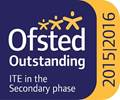 Ofsted
Outstanding
ITE in the
Secondary phase
2015|2016